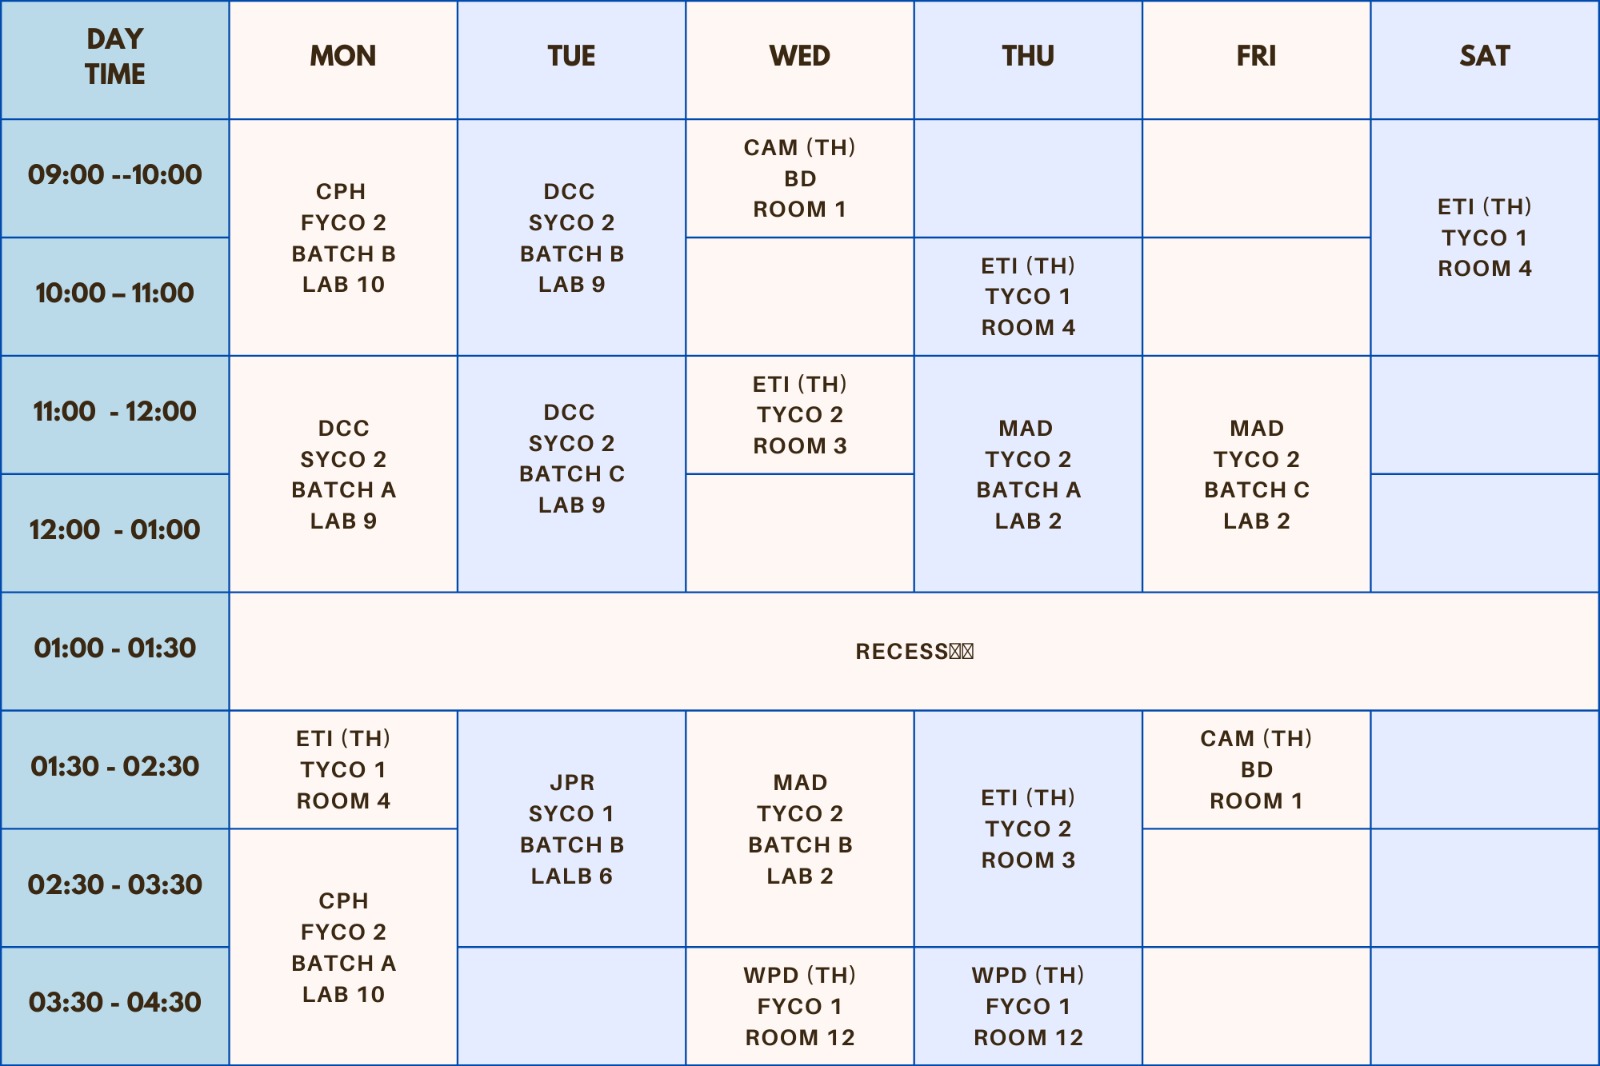 DAY
TIME
MON
TUE
WED
THU
FRI
SAT
09:00 --10:00
CPH
FYCO 2
BATCH B
LAB 10
DCC
SYCO 2
BATCH B
LAB 9
CAM (TH)
BD
ROOM 1
ETI (TH)
TYCO 1
ROOM 4
10:00 – 11:00
ETI (TH)
TYCO 1
ROOM 4
11:00 - 12:00
DCC
SYCO 2
BATCH A
LAB 9
DCC
SYCO 2
BATCH C
LAB 9
ETI (TH)
TYCO 2
ROOM 3
MAD
TYCO 2
BATCH A
LAB 2
MAD
TYCO 2
BATCH C
LAB 2
12:00 - 01:00
01:00 - 01:30
RECESS
01:30 - 02:30
ETI (TH)
TYCO 1
ROOM 4
JPR
SYCO 1
BATCH B
LALB 6
MAD
TYCO 2
BATCH B
LAB 2
ETI (TH)
TYCO 2
ROOM 3
CAM (TH)
BD
ROOM 1
02:30 - 03:30
CPH
FYCO 2
BATCH A
LAB 10
03:30 - 04:30
WPD (TH)
FYCO 1
ROOM 12
WPD (TH)
FYCO 1
ROOM 12